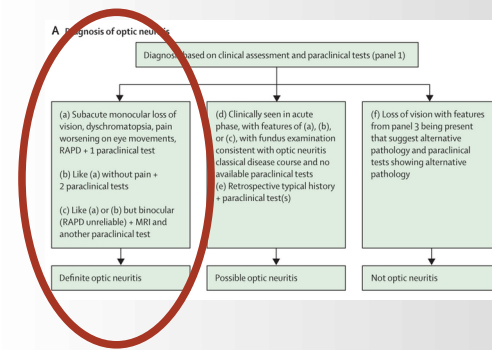 A Diagnosis of optic neuritis
Diagnosis based on clinical assessment and paraclinical tests (panel 1)
(a) Subacute monocular loss of
vision, dyschromatopsia, pain
worsening on eye movements,
RAPD + 1 paraclinical test
(b) Like (a) without pain +
2 paraclinical tests
(c) Like (a) or (b) but binocular
(RAPD unreliable) + MRI and
another paraclinical test
(d) Clinically seen in acute
phase, with features of (a), (b),
or (c), with fundus examination
consistent with optic neuritis
classical disease course and no
available paraclinical tests
(e) Retrospective typical history
+ paraclinical test(s)
(f) Loss of vision with features
from panel 3 being present
that suggest alternative
pathology and paraclinical
tests showing alternative
pathology
Definite optic neuritis
Possible optic neuritis
Not optic neuritis